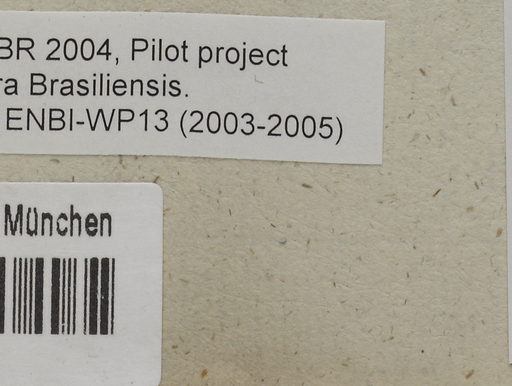 BR 2004, Pilot project
ra Brasiliensis.
ENBI-WP13 (2003-2005)
München